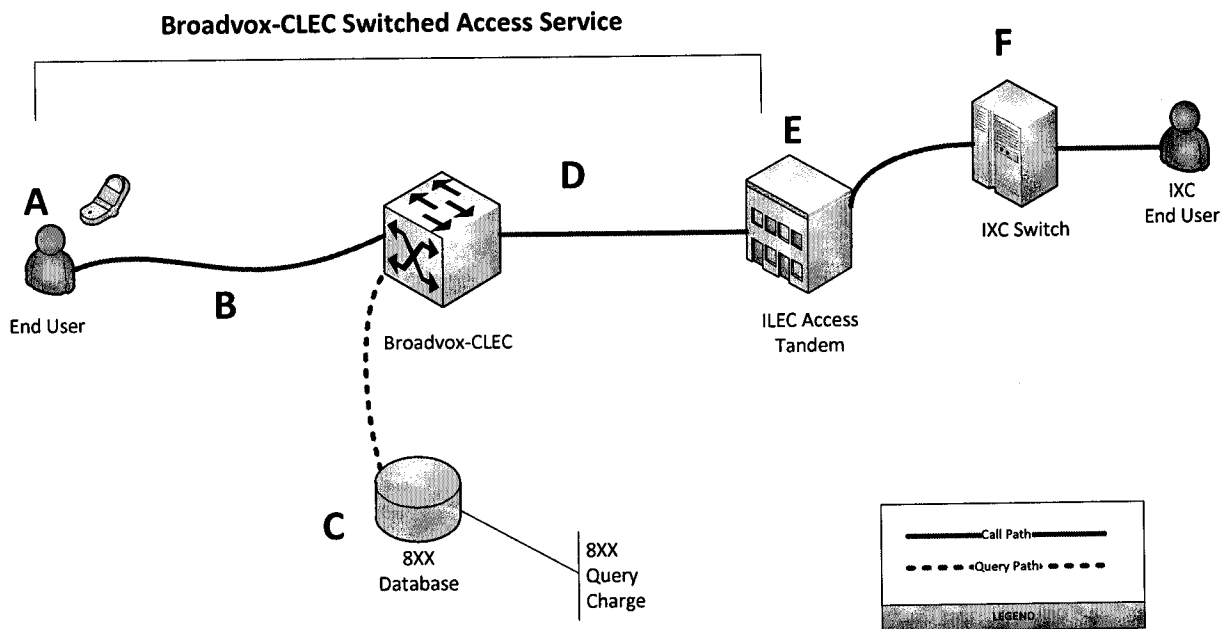 Broadvox-CLEC Switched Access Service
F
E
D
A
IXC
End User
IXC Switch
B
End User
Broadvox-CLEC
ILEC Access
Tandem
C
8XX
Database
8XX
Query
Charge
Call Path
Query Path
LEGEND